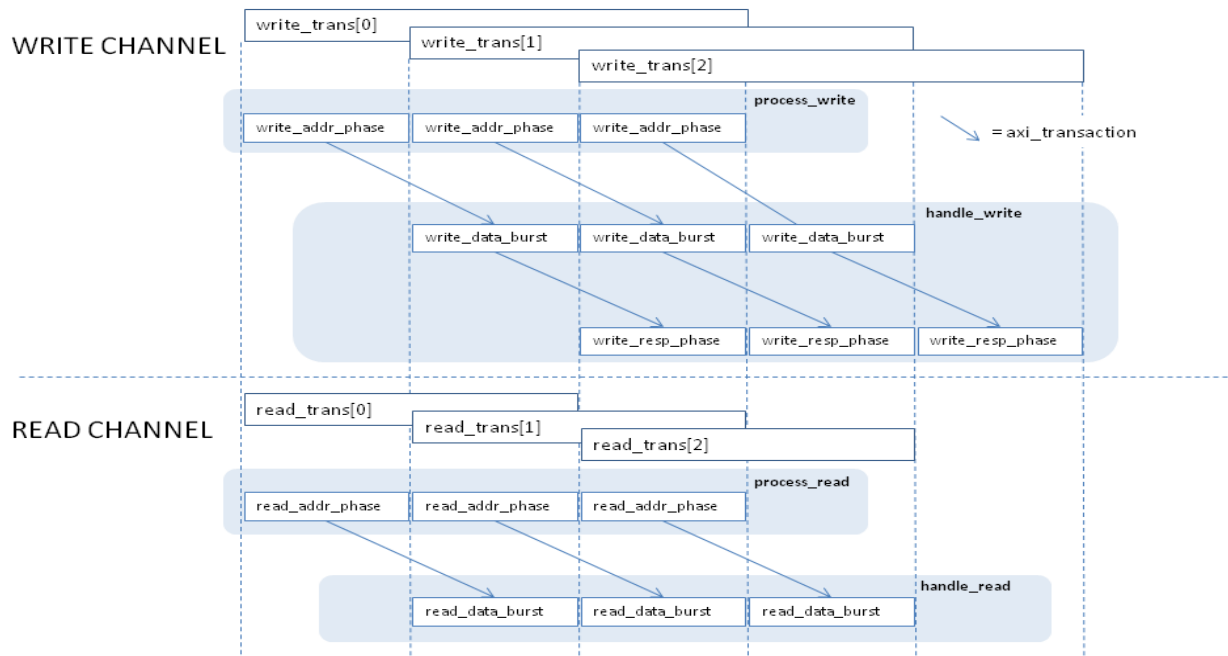 write_trans[0]
WRITE CHANNEL
write_trans[1]
write_trans[2]
process_write
write_addr_phase write_addr_phase write_addr_phase
= axi_transaction
handle_write
write_data_burst write_data_burst write_data_burst
write_resp_phase write_resp_phase write_resp_phase
read_trans[0]
READ CHANNEL
read_trans[1]
read_trans[2]
process_read
read_addr_phase read_addr_phase read_addr_phase
handle_read
read_data_burst read_data_burst read_data_burst